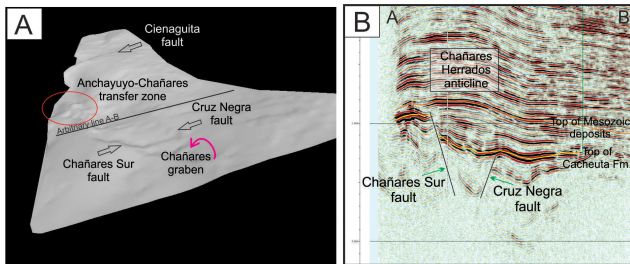 A
Cienaguita
fault
Anchayuyo-Chañares
transfer zone
Arbitrary line A-B
Cruz Negra
fault
Chañares Sur
fault
Chañares
graben
B
A
B
Chañares
Herrados
anticline
Top of Mesozoic
deposits
Top of
Cacheuta Fm.
Chañares Sur
fault
Cruz Negra
fault